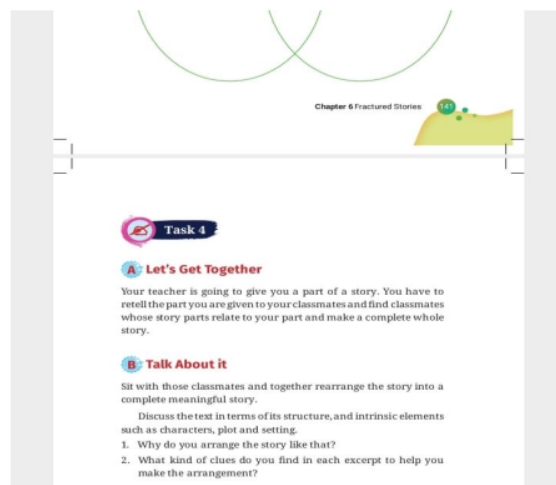 Chapter 6 Fractured Stories 141
Task 4
A Let's Get Together
Your teacher is going to give you a part of a story. You have to
retell the part you are given to your classmates and find classmates
whose story parts relate to your part and make a complete whole
story.
B Talk About it
Sit with those classmates and together rearrange the story into a
complete meaningful story.
Discuss the text in terms of its structure, and intrinsic elements
such as characters, plot and setting.
1. Why do you arrange the story like that?
2. What kind of clues do you find in each excerpt to help you
make the arrangement?